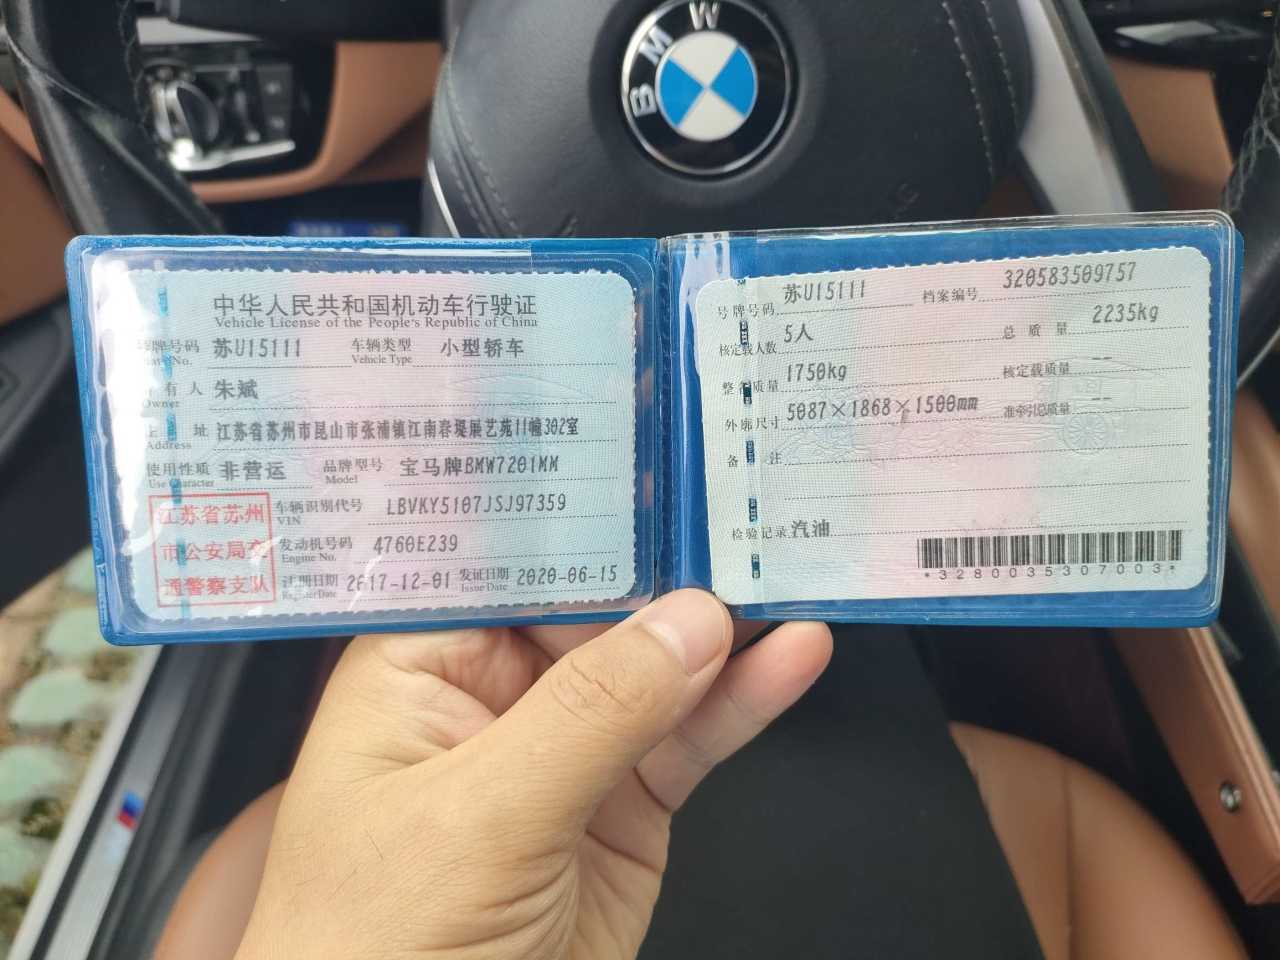 BMW
中华人民共和国机动车行驶证
Vehicle License of the People's Republic of China
号牌号码 苏U15111 车辆类型 小型轿车
Plate No. Vehicle Type
所有人 朱斌
Owner
住址 江苏省苏州市昆山市张浦镇江南春堤展艺苑11幢302室
Address
使用性质 非营运 品牌型号 宝马牌BMW7201MM
Use Character Model
江苏省苏州
市公安局交
通警察支队
车辆识别代号 LBVKY5107JSJ97359
VIN
发动机号码 4760E239
Engine No.
注册日期 2017-12-01 发证日期 2020-06-15
Register Date Issue Date
号牌号码 苏U15111 档案编号 320583509757
核定载人数 5人 总质量 2235kg
整备质量 1750kg 核定载质量 --
外廓尺寸 5087×1868×1500mm 准牵引总质量 --
备注
检验记录 汽油
*3280035307003*